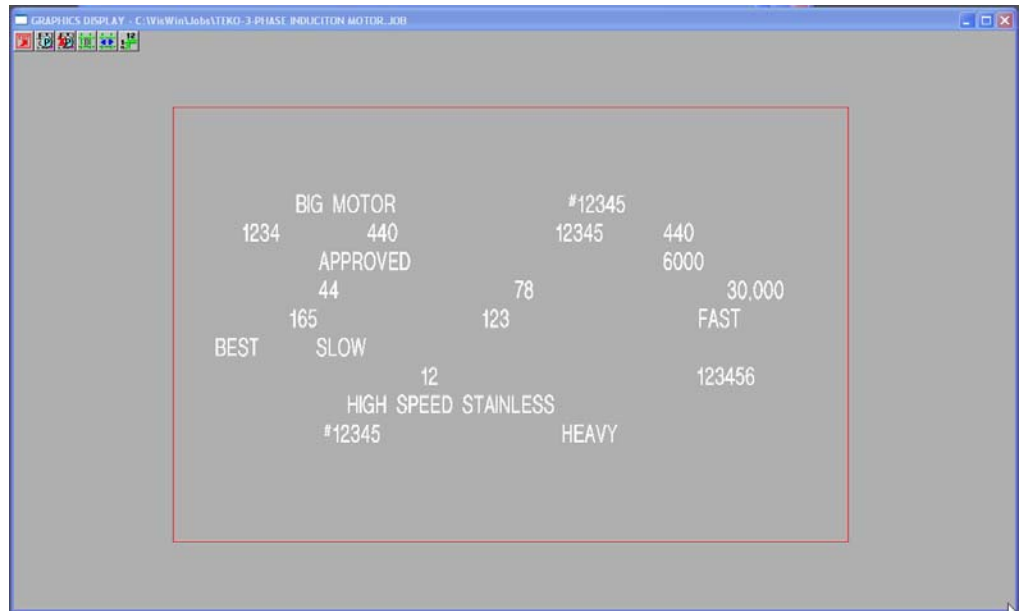 GRAPHICS DISPLAY - C:\VisWin\Jobs\TEKO-3-PHASE INDUCITON MOTOR.JOB
BIG MOTOR #12345
1234 440 12345 440
APPROVED 6000
44 78 30,000
165 123 FAST
BEST SLOW
12 123456
HIGH SPEED STAINLESS
#12345 HEAVY